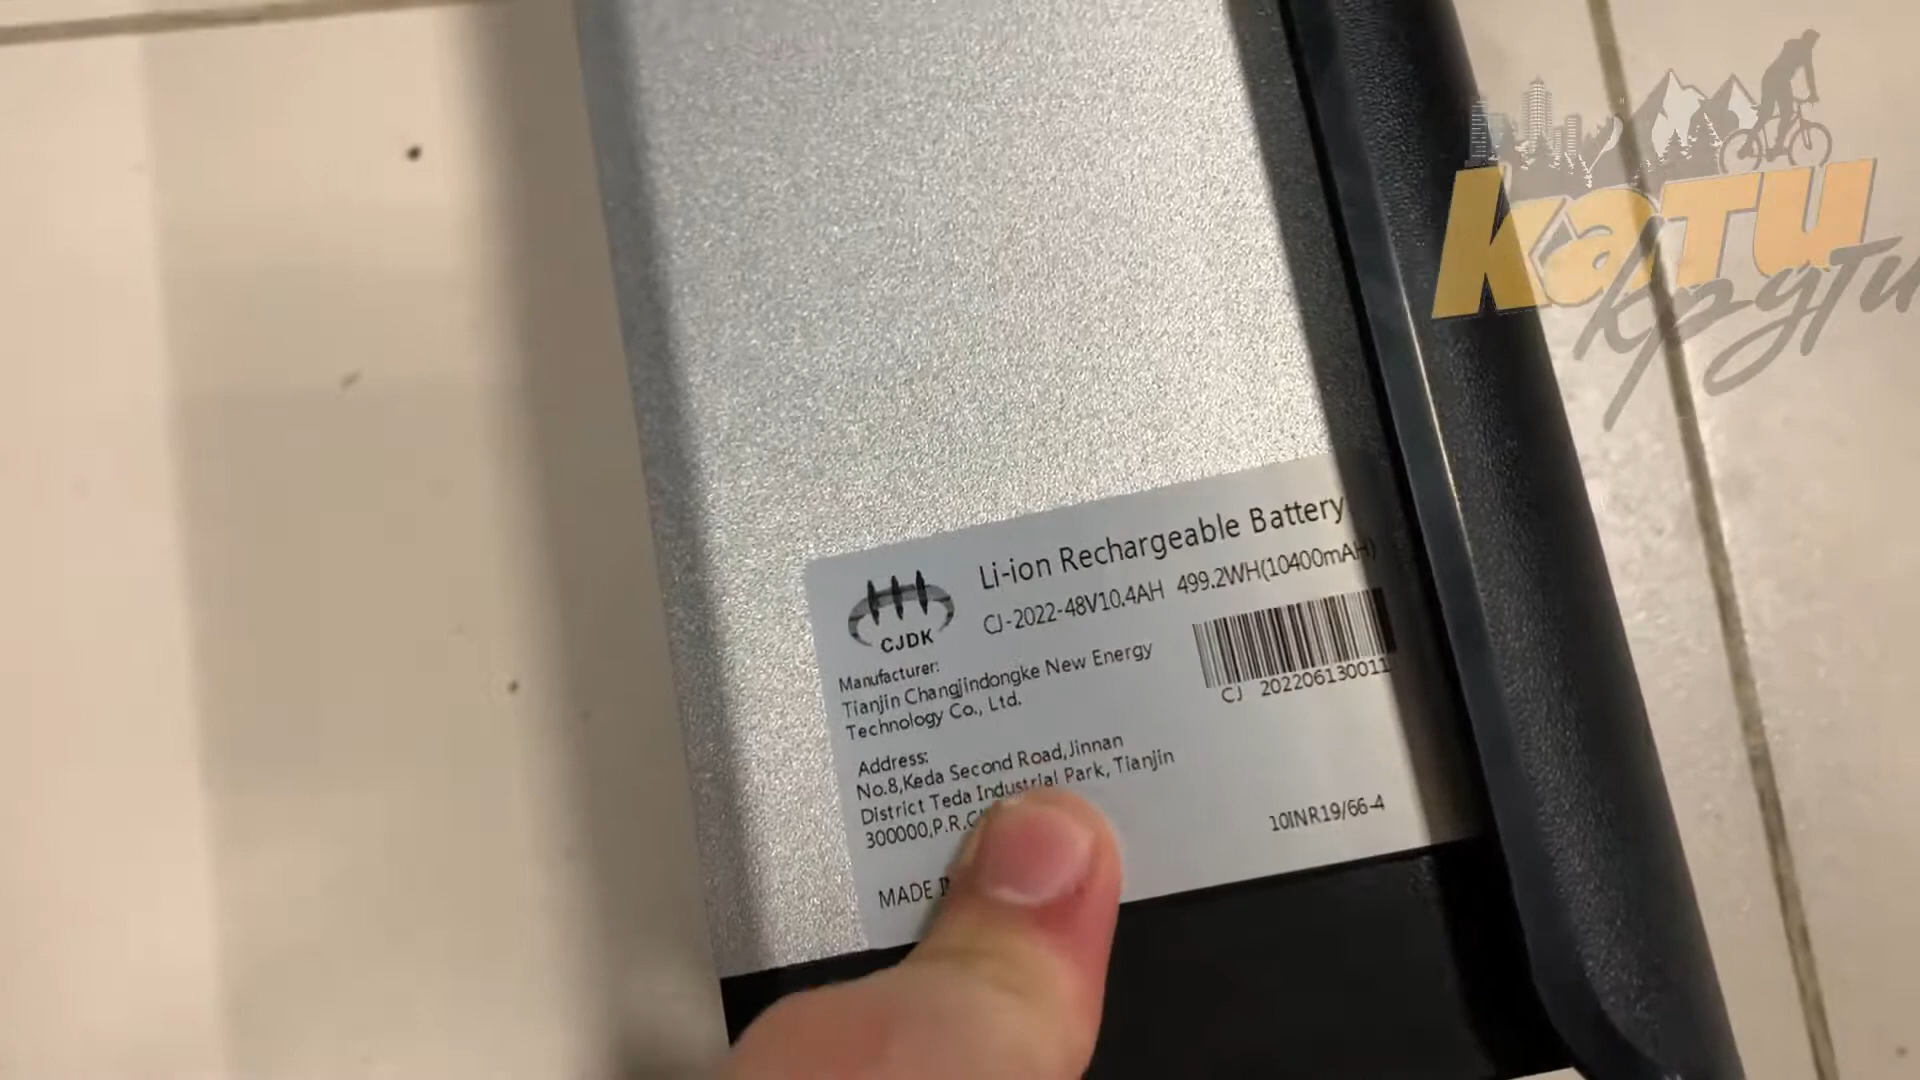 кати
крути
Li-ion Rechargeable Battery
CJ-2022-48V10.4AH 499.2WH(10400mAH)
CJDK
Manufacturer:
Tianjin Changjindongke New Energy
Technology Co., Ltd.
CJ 202206130011
Address:
No.8,Keda Second Road,Jinnan
District Teda Industrial Park, Tianjin
300000,P.R,
10INR19/66-4
MADE